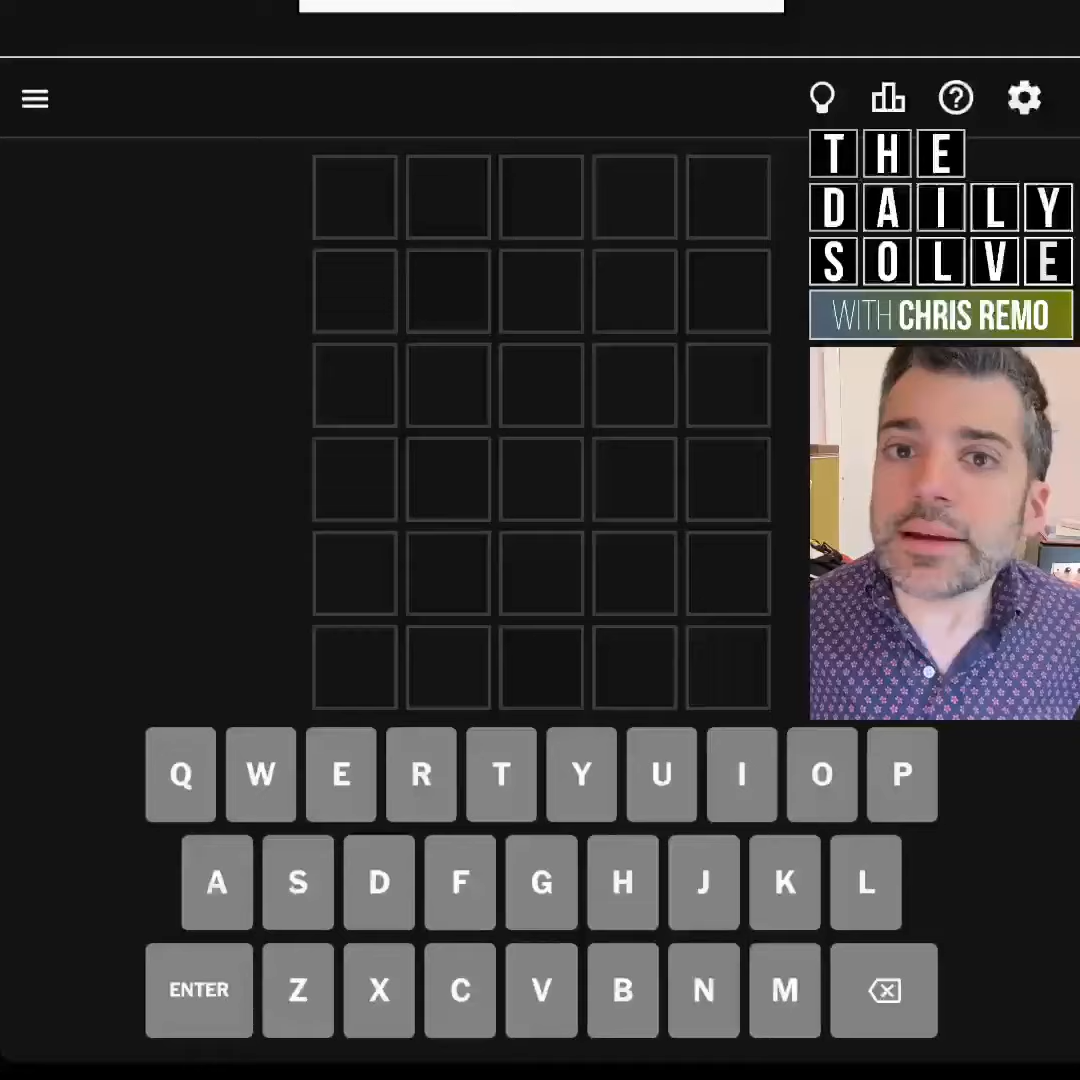 THE
DAILY
SOLVE
WITH CHRIS REMO
Q W E R T Y U I O P
A S D F G H J K L
ENTER Z X C V B N M